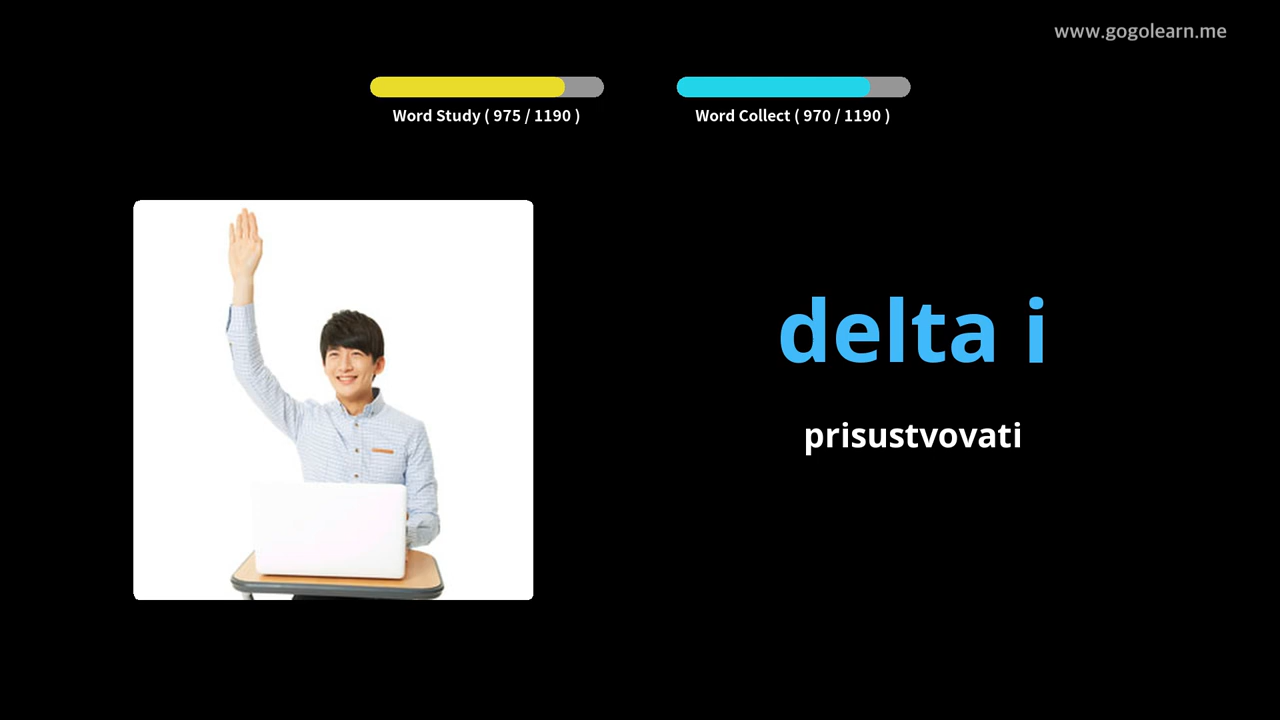 www.gogolearn.me
Word Study ( 975 / 1190 )
Word Collect ( 970 / 1190 )
delta i
prisustvovati